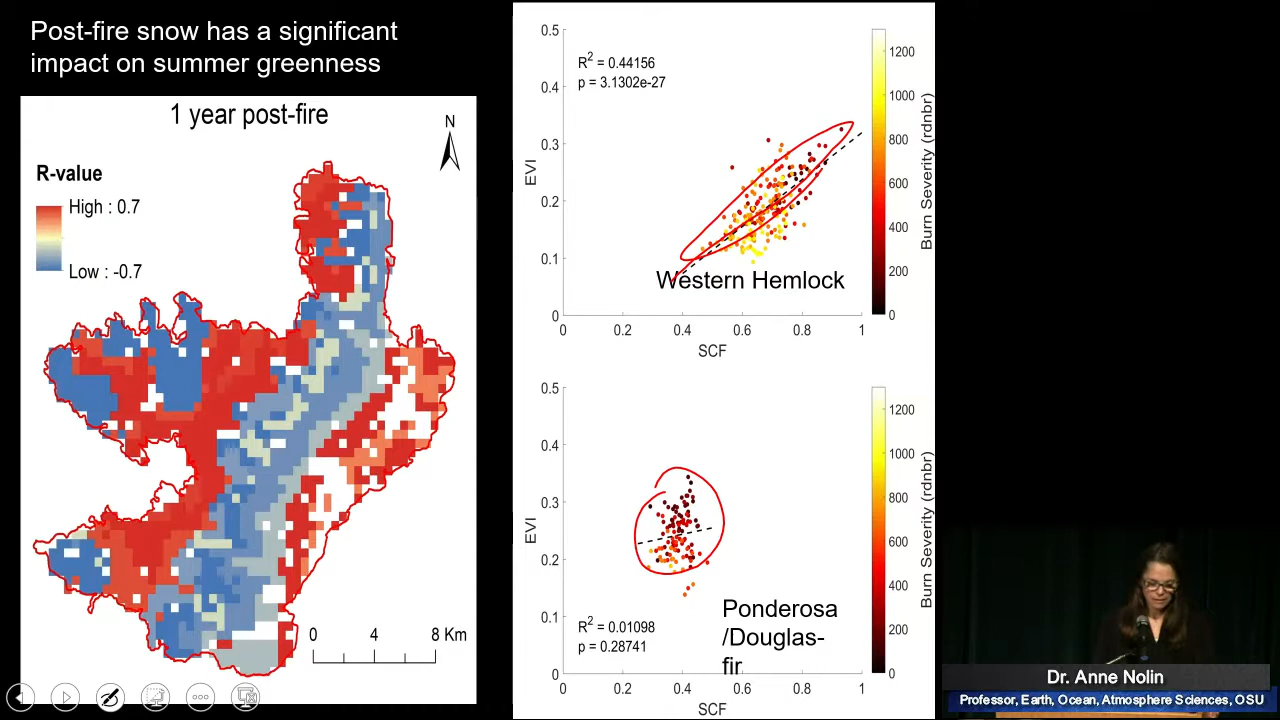 Post-fire snow has a significant
impact on summer greenness
1 year post-fire
N
R-value
High : 0.7
Low : -0.7
0 4 8 Km
0.5
0.4
0.3
0.2
0.1
0
EVI
R2 = 0.44156
p = 3.1302e-27
Western Hemlock
0 0.2 0.4 0.6 0.8 1
SCF
1200
1000
800
600
400
200
0
Burn Severity (rdnbr)
0.5
0.4
0.3
0.2
0.1
0
EVI
R2 = 0.01098
p = 0.28741
Ponderosa
/Douglas-
fir
0 0.2 0.4 0.6 0.8 1
SCF
1200
1000
800
600
400
200
0
Burn Severity (rdnbr)
Dr. Anne Nolin
Professor, Earth, Ocean, Atmosphere Sciences, OSU